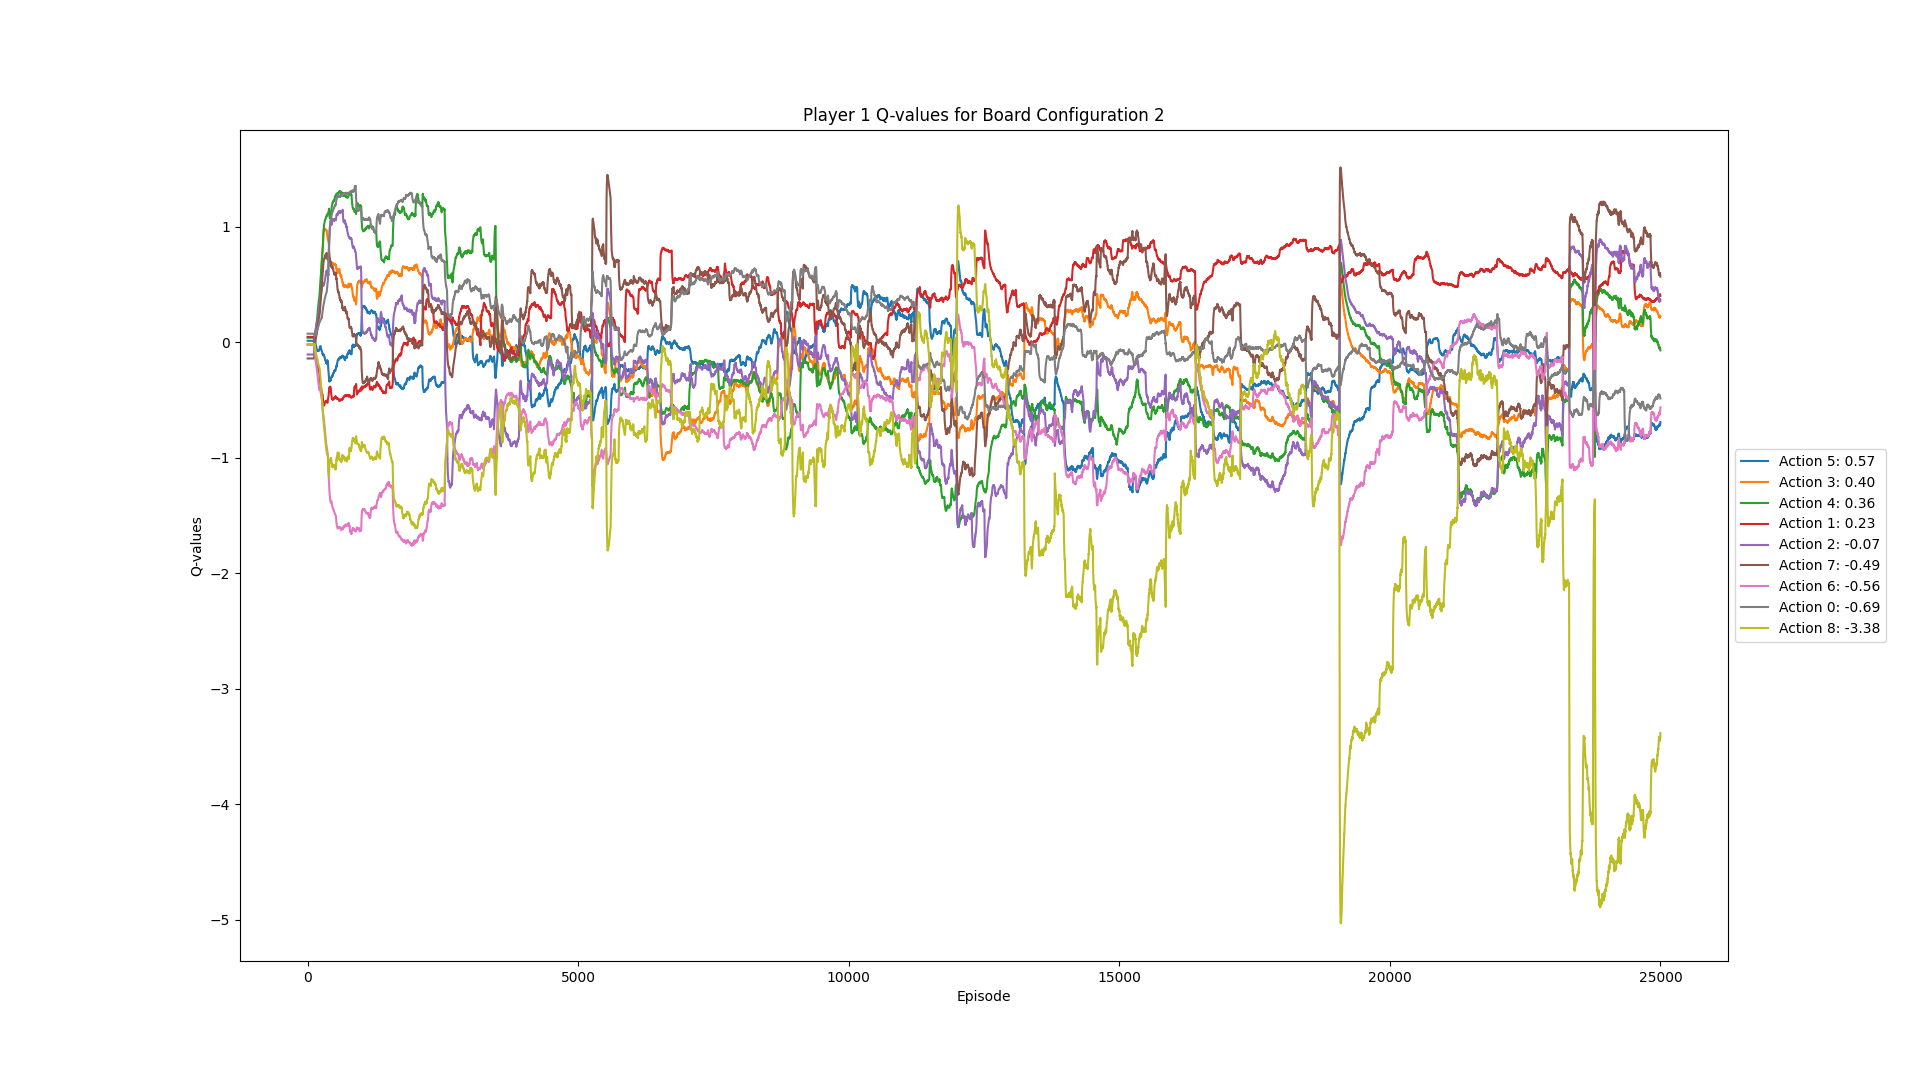 Player 1 Q-values for Board Configuration 2
Q-values
1
0
−1
−2
−3
−4
−5
0
5000
10000
15000
20000
25000
Episode
Action 5: 0.57
Action 3: 0.40
Action 4: 0.36
Action 1: 0.23
Action 2: -0.07
Action 7: -0.49
Action 6: -0.56
Action 0: -0.69
Action 8: -3.38